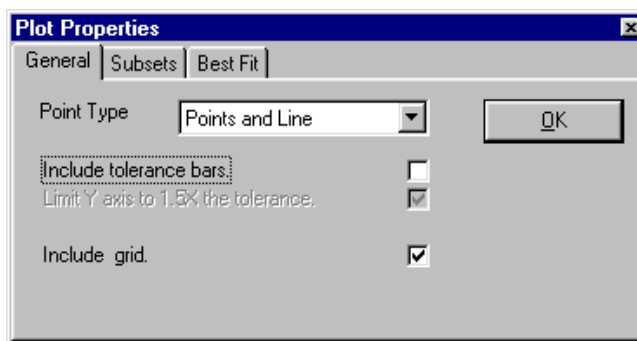 Plot Properties
General Subsets Best Fit
Point Type Points and Line OK
Include tolerance bars.
Limit Y axis to 1.5X the tolerance.
Include grid.